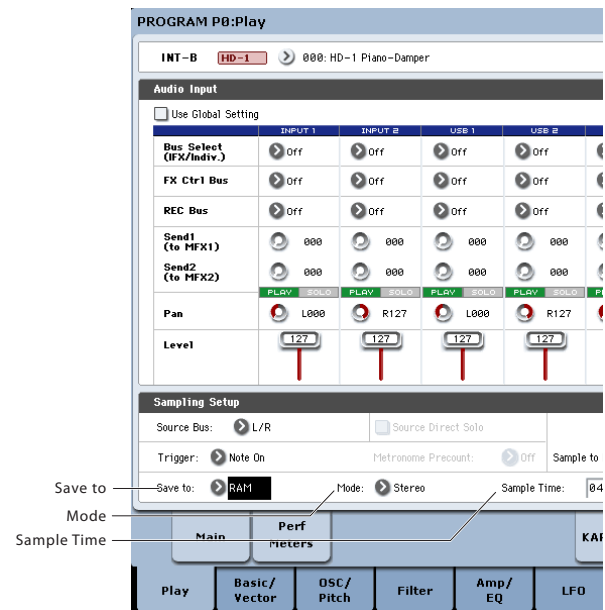 PROGRAM P0:Play
INT-B HD-1 000: HD-1 Piano-Damper
Audio Input
Use Global Setting
INPUT 1 INPUT 2 USB 1 USB 2
Bus Select
(IFX/Indiv.) Off Off Off Off
FX Ctrl Bus Off Off Off Off
REC Bus Off Off Off Off
Send1
(to MFX1) 000 000 000 000
Send2
(to MFX2) 000 000 000 000
PLAY SOLO PLAY SOLO PLAY SOLO PLAY SOLO
Pan L000 R127 L000 R127
Level 127 127 127 127
Sampling Setup
Source Bus: L/R Source Direct Solo
Trigger: Note On Metronome Precount: Off Sample to
Save to: RAM Mode: Stereo Sample Time: 04
Save to
Mode
Sample Time
Main Perf
Meters
Play Basic/
Vector OSC/
Pitch Filter Amp/
EQ LFO